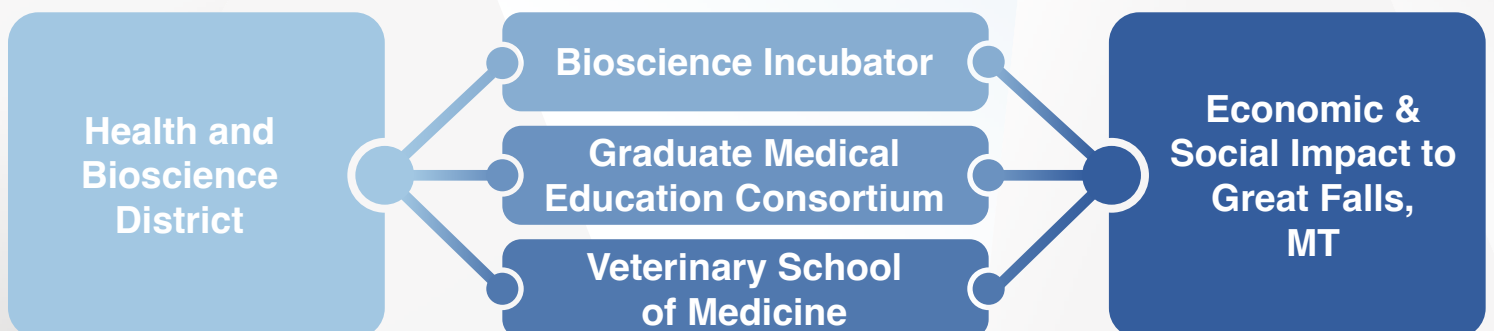 Health and
Bioscience
District
Bioscience Incubator
Graduate Medical
Education Consortium
Veterinary School
of Medicine
Economic &
Social Impact to
Great Falls,
MT